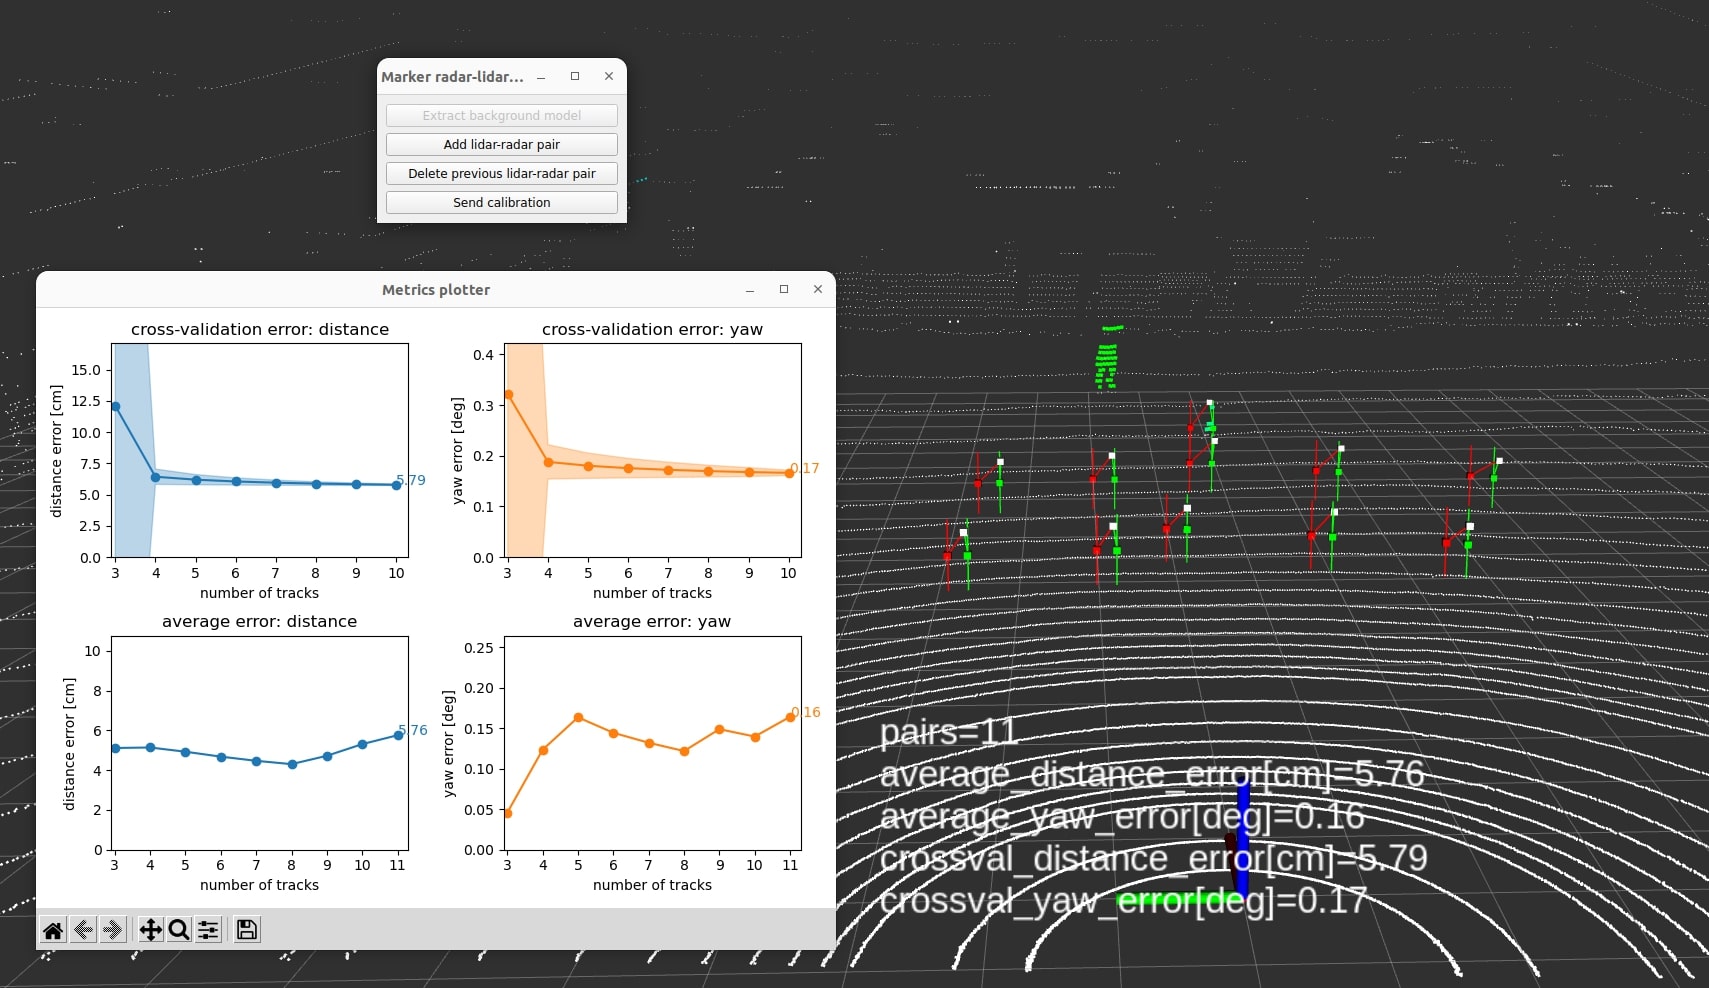 Marker radar-lidar...
Extract background model
Add lidar-radar pair
Delete previous lidar-radar pair
Send calibration
Metrics plotter
cross-validation error: distance
distance error [cm]
15.0
12.5
10.0
7.5
5.0
2.5
0.0
5.79
3 4 5 6 7 8 9 10
number of tracks
cross-validation error: yaw
yaw error [deg]
0.4
0.3
0.2
0.1
0.0
0.17
3 4 5 6 7 8 9 10
number of tracks
average error: distance
distance error [cm]
10
8
6
4
2
0
5.76
3 4 5 6 7 8 9 10 11
number of tracks
average error: yaw
yaw error [deg]
0.25
0.20
0.15
0.10
0.05
0.00
0.16
3 4 5 6 7 8 9 10 11
number of tracks
pairs=11
average_distance_error[cm]=5.76
average_yaw_error[deg]=0.16
crossval_distance_error[cm]=5.79
crossval_yaw_error[deg]=0.17